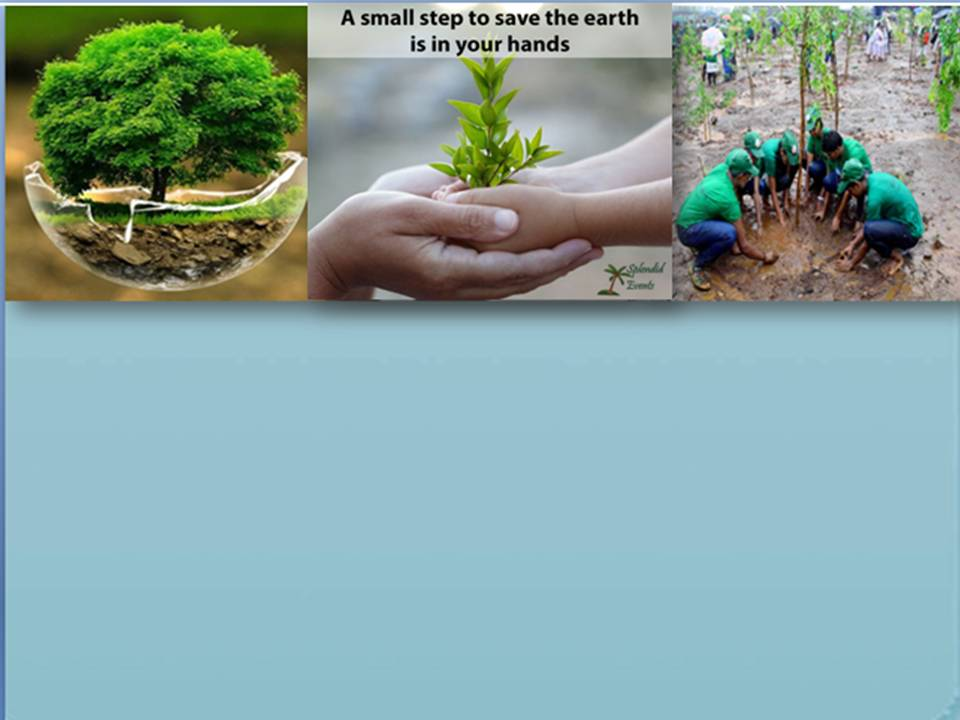 A small step to save the earth
is in your hands
Splendid
Events